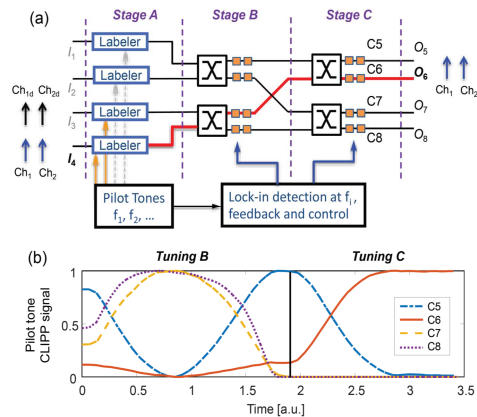 (a)
Stage A
Stage B
Stage C
Labeler
I1
C5
O5
C6
O6
Labeler
I2
Ch1d Ch2d
Ch1 Ch2
Labeler
I3
C7
O7
Labeler
I4
C8
O8
Ch1 Ch2
Pilot Tones
f1, f2, ...
Lock-in detection at fi,
feedback and control
(b)
Tuning B
Tuning C
Pilot tone
CLIPP signal
1
0.5
0
C5
C6
C7
C8
0 0.5 1 1.5 2 2.5 3 3.5
Time [a.u.]